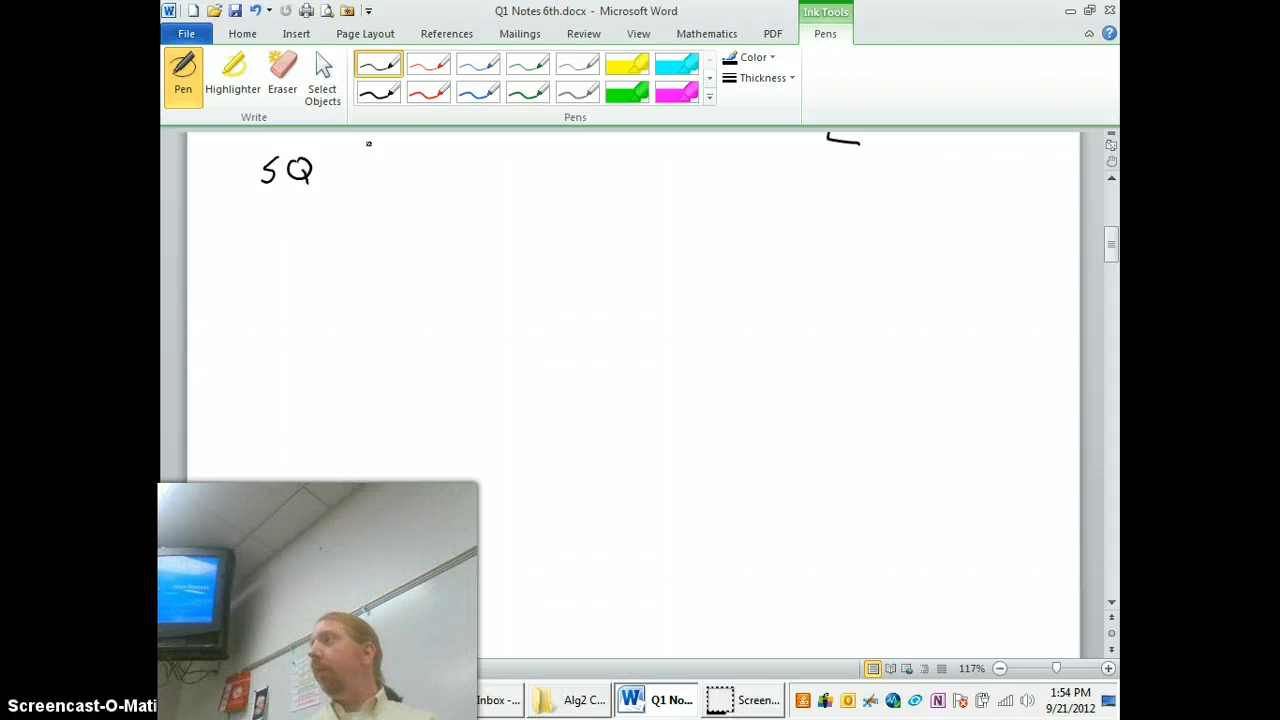 Q1 Notes 6th.docx - Microsoft Word
Ink Tools
File Home Insert Page Layout References Mailings Review View Mathematics PDF Pens
Pen
Highlighter
Eraser
Select Objects
Color
Thickness
Write
Pens
SQ
117%
Inbox -...
Alg2 C...
Q1 No...
Screen...
1:54 PM
9/21/2012
Screencast-O-Mati